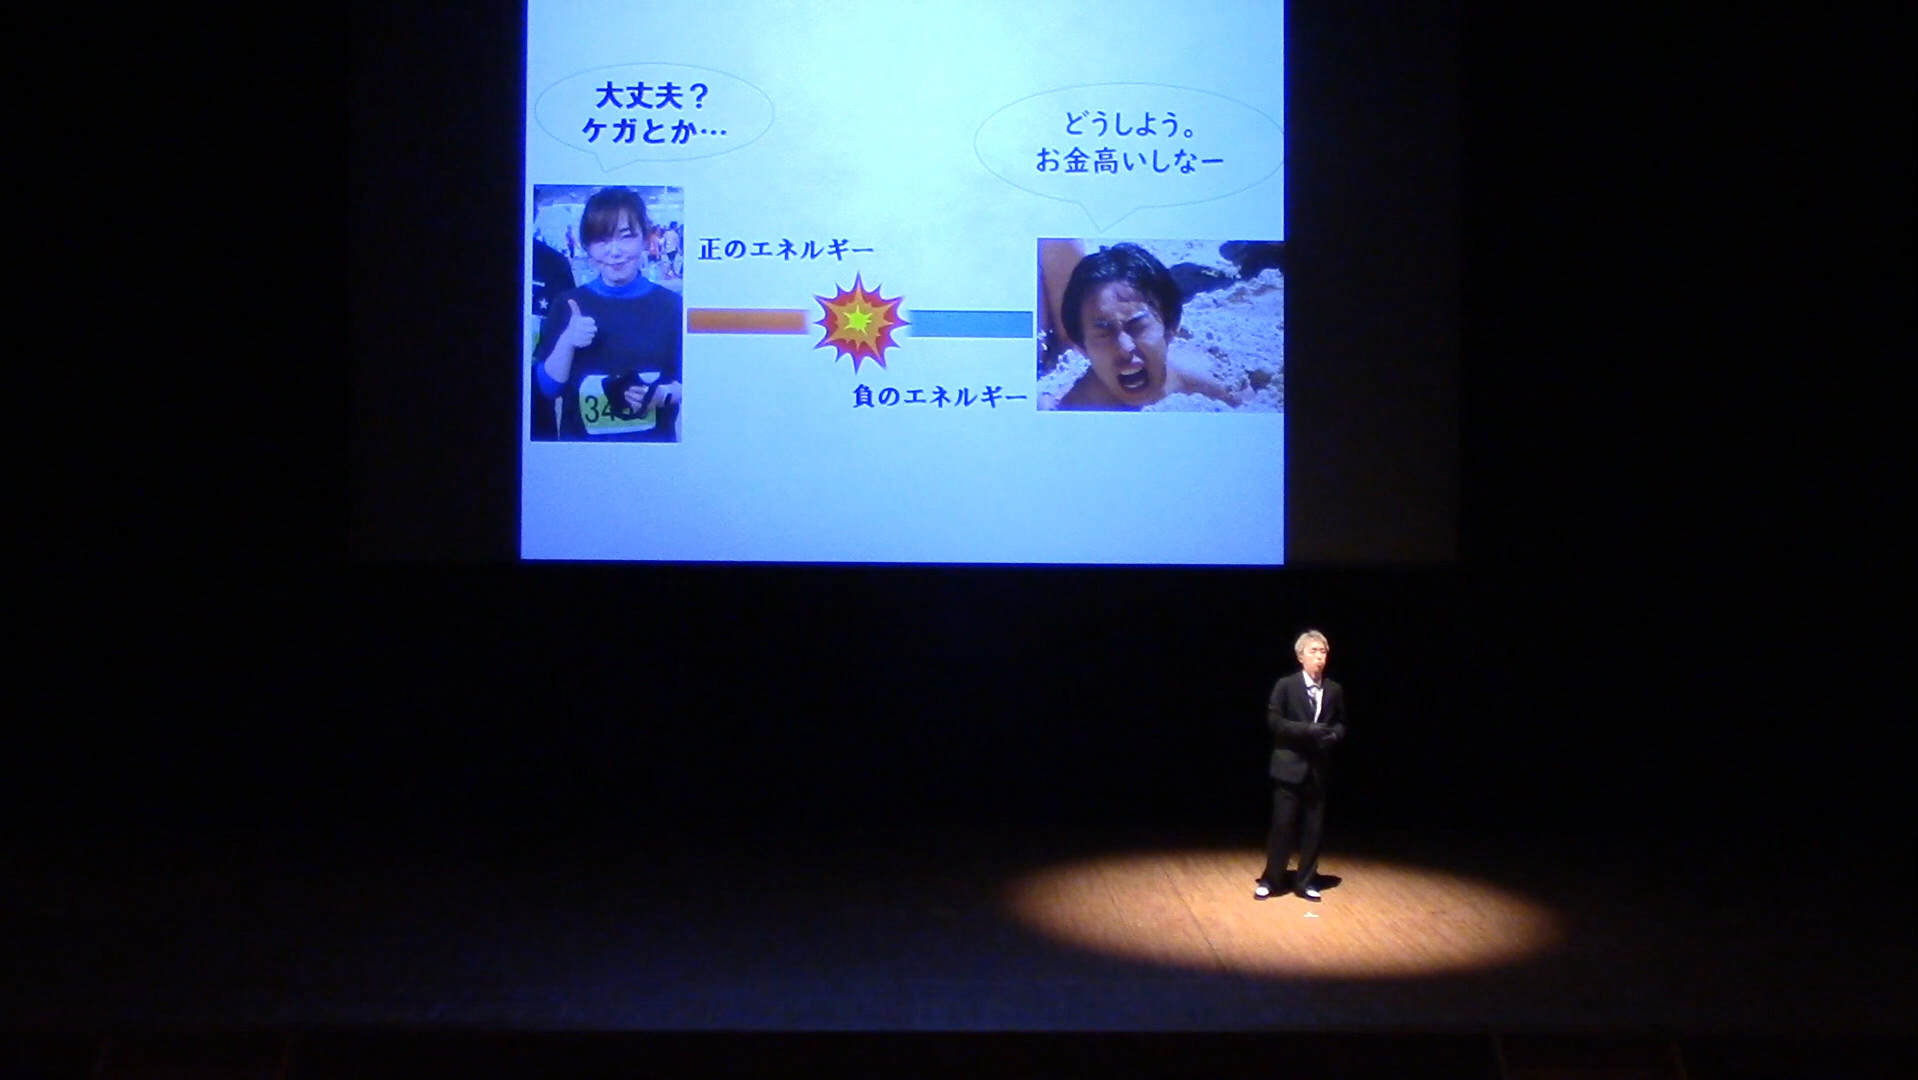 大丈夫？
ケガとか…
どうしよう。
お金高いしなー
正のエネルギー
負のエネルギー